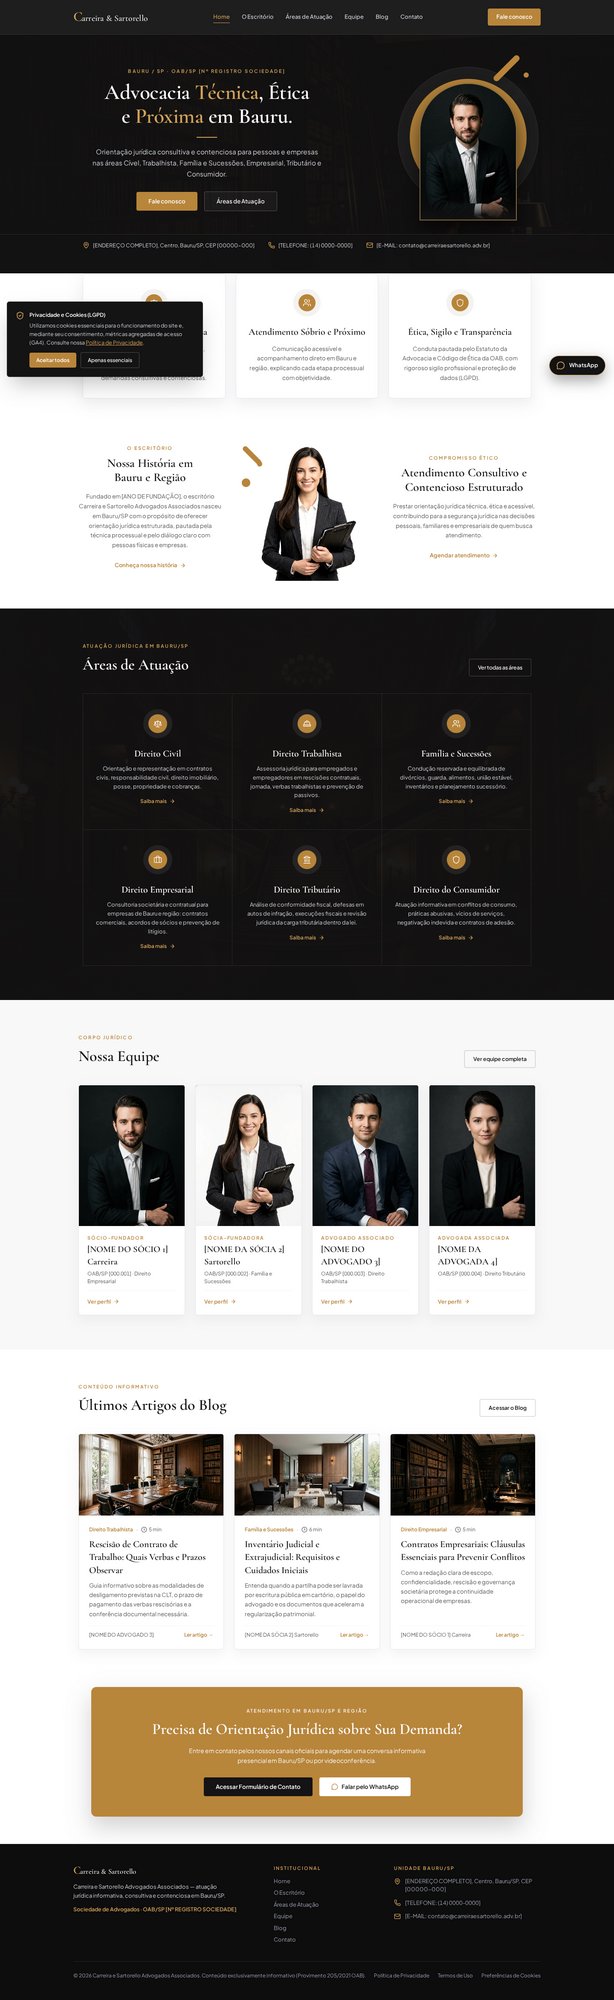 Carreira & Sartorello
Home
O Escritório
Áreas de Atuação
Equipe
Blog
Contato
Fale conosco
BAURU / SP · OAB/SP [Nº REGISTRO SOCIEDADE]
Advocacia Técnica, Ética
e Próxima em Bauru.
Orientação jurídica consultiva e contenciosa para pessoas e empresas
nas áreas Cível, Trabalhista, Família e Sucessões, Empresarial, Tributário e
Consumidor.
Fale conosco
Áreas de Atuação
[ENDEREÇO COMPLETO], Centro, Bauru/SP, CEP [00000-000]
[TELEFONE: (14) 0000-0000]
[E-MAIL: contato@carreiraesartorello.adv.br]
Privacidade e Cookies (LGPD)
Utilizamos cookies essenciais para o funcionamento do site e,
mediante seu consentimento, métricas agregadas de acesso
(GA4). Consulte nossa Política de Privacidade.
Aceitar todos
Apenas essenciais
demandas consultivas e contenciosas.
Atendimento Sóbrio e Próximo
Comunicação acessível e
acompanhamento direto em Bauru e
região, explicando cada etapa processual
com objetividade.
Ética, Sigilo e Transparência
Conduta pautada pelo Estatuto da
Advocacia e Código de Ética da OAB, com
rigoroso sigilo profissional e proteção de
dados (LGPD).
WhatsApp
O ESCRITÓRIO
Nossa História em
Bauru e Região
Fundado em [ANO DE FUNDAÇÃO], o escritório
Carreira e Sartorello Advogados Associados nasceu
em Bauru/SP com o propósito de oferecer
orientação jurídica estruturada, pautada pela
técnica processual e pelo diálogo claro com
pessoas físicas e empresas.
Conheça nossa história →
COMPROMISSO ÉTICO
Atendimento Consultivo e
Contencioso Estruturado
Prestar orientação jurídica técnica, ética e acessível,
contribuindo para a segurança jurídica nas decisões
pessoais, familiares e empresariais de quem busca
atendimento.
Agendar atendimento →
ATUAÇÃO JURÍDICA EM BAURU/SP
Áreas de Atuação
Ver todas as áreas
Direito Civil
Orientação e representação em contratos
civis, responsabilidade civil, direito imobiliário,
posse, propriedade e cobranças.
Saiba mais →
Direito Trabalhista
Assessoria jurídica para empregados e
empregadores em rescisões contratuais,
jornada, verbas trabalhistas e prevenção de
passivos.
Saiba mais →
Família e Sucessões
Condução reservada e equilibrada de
divórcios, guarda, alimentos, união estável,
inventários e planejamento sucessório.
Saiba mais →
Direito Empresarial
Consultoria societária e contratual para
empresas de Bauru e região: contratos
comerciais, acordos de sócios e prevenção de
litígios.
Saiba mais →
Direito Tributário
Análise de conformidade fiscal, defesas em
autos de infração, execuções fiscais e revisão
jurídica da carga tributária dentro da lei.
Saiba mais →
Direito do Consumidor
Atuação informativa em conflitos de consumo,
práticas abusivas, vícios de serviços,
negativação indevida e contratos de adesão.
Saiba mais →
CORPO JURÍDICO
Nossa Equipe
Ver equipe completa
SÓCIO-FUNDADOR
[NOME DO SÓCIO 1]
Carreira
OAB/SP [000.001] · Direito
Empresarial
Ver perfil →
SÓCIA-FUNDADORA
[NOME DA SÓCIA 2]
Sartorello
OAB/SP [000.002] · Família e
Sucessões
Ver perfil →
ADVOGADO ASSOCIADO
[NOME DO
ADVOGADO 3]
OAB/SP [000.003] · Direito
Trabalhista
Ver perfil →
ADVOGADA ASSOCIADA
[NOME DA
ADVOGADA 4]
OAB/SP [000.004] · Direito Tributário
Ver perfil →
CONTEÚDO INFORMATIVO
Últimos Artigos do Blog
Acessar o Blog
Direito Trabalhista · 5 min
Rescisão de Contrato de
Trabalho: Quais Verbas e Prazos
Observar
Guia informativo sobre as modalidades de
desligamento previstas na CLT, o prazo de
pagamento das verbas rescisórias e a
conferência documental necessária.
[NOME DO ADVOGADO 3]
Ler artigo →
Família e Sucessões · 6 min
Inventário Judicial e
Extrajudicial: Requisitos e
Cuidados Iniciais
Entenda quando a partilha pode ser lavrada
por escritura pública em cartório, o papel do
advogado e os documentos que aceleram a
regularização patrimonial.
[NOME DA SÓCIA 2] Sartorello
Ler artigo →
Direito Empresarial · 5 min
Contratos Empresariais: Cláusulas
Essenciais para Prevenir Conflitos
Como a redação clara de escopo,
confidencialidade, rescisão e governança
societária protege a continuidade
operacional de empresas.
[NOME DO SÓCIO 1] Carreira
Ler artigo →
ATENDIMENTO EM BAURU/SP E REGIÃO
Precisa de Orientação Jurídica sobre Sua Demanda?
Entre em contato pelos nossos canais oficiais para agendar uma conversa informativa
presencial em Bauru/SP ou por videoconferência.
Acessar Formulário de Contato
Falar pelo WhatsApp
Carreira & Sartorello
Carreira e Sartorello Advogados Associados — atuação
jurídica informativa, consultiva e contenciosa em Bauru/SP.
Sociedade de Advogados · OAB/SP [Nº REGISTRO SOCIEDADE]
INSTITUCIONAL
Home
O Escritório
Áreas de Atuação
Equipe
Blog
Contato
UNIDADE BAURU/SP
[ENDEREÇO COMPLETO], Centro, Bauru/SP, CEP
[00000-000]
[TELEFONE: (14) 0000-0000]
[E-MAIL: contato@carreiraesartorello.adv.br]
© 2026 Carreira e Sartorello Advogados Associados. Conteúdo exclusivamente informativo (Provimento 205/2021 OAB).
Política de Privacidade
Termos de Uso
Preferências de Cookies